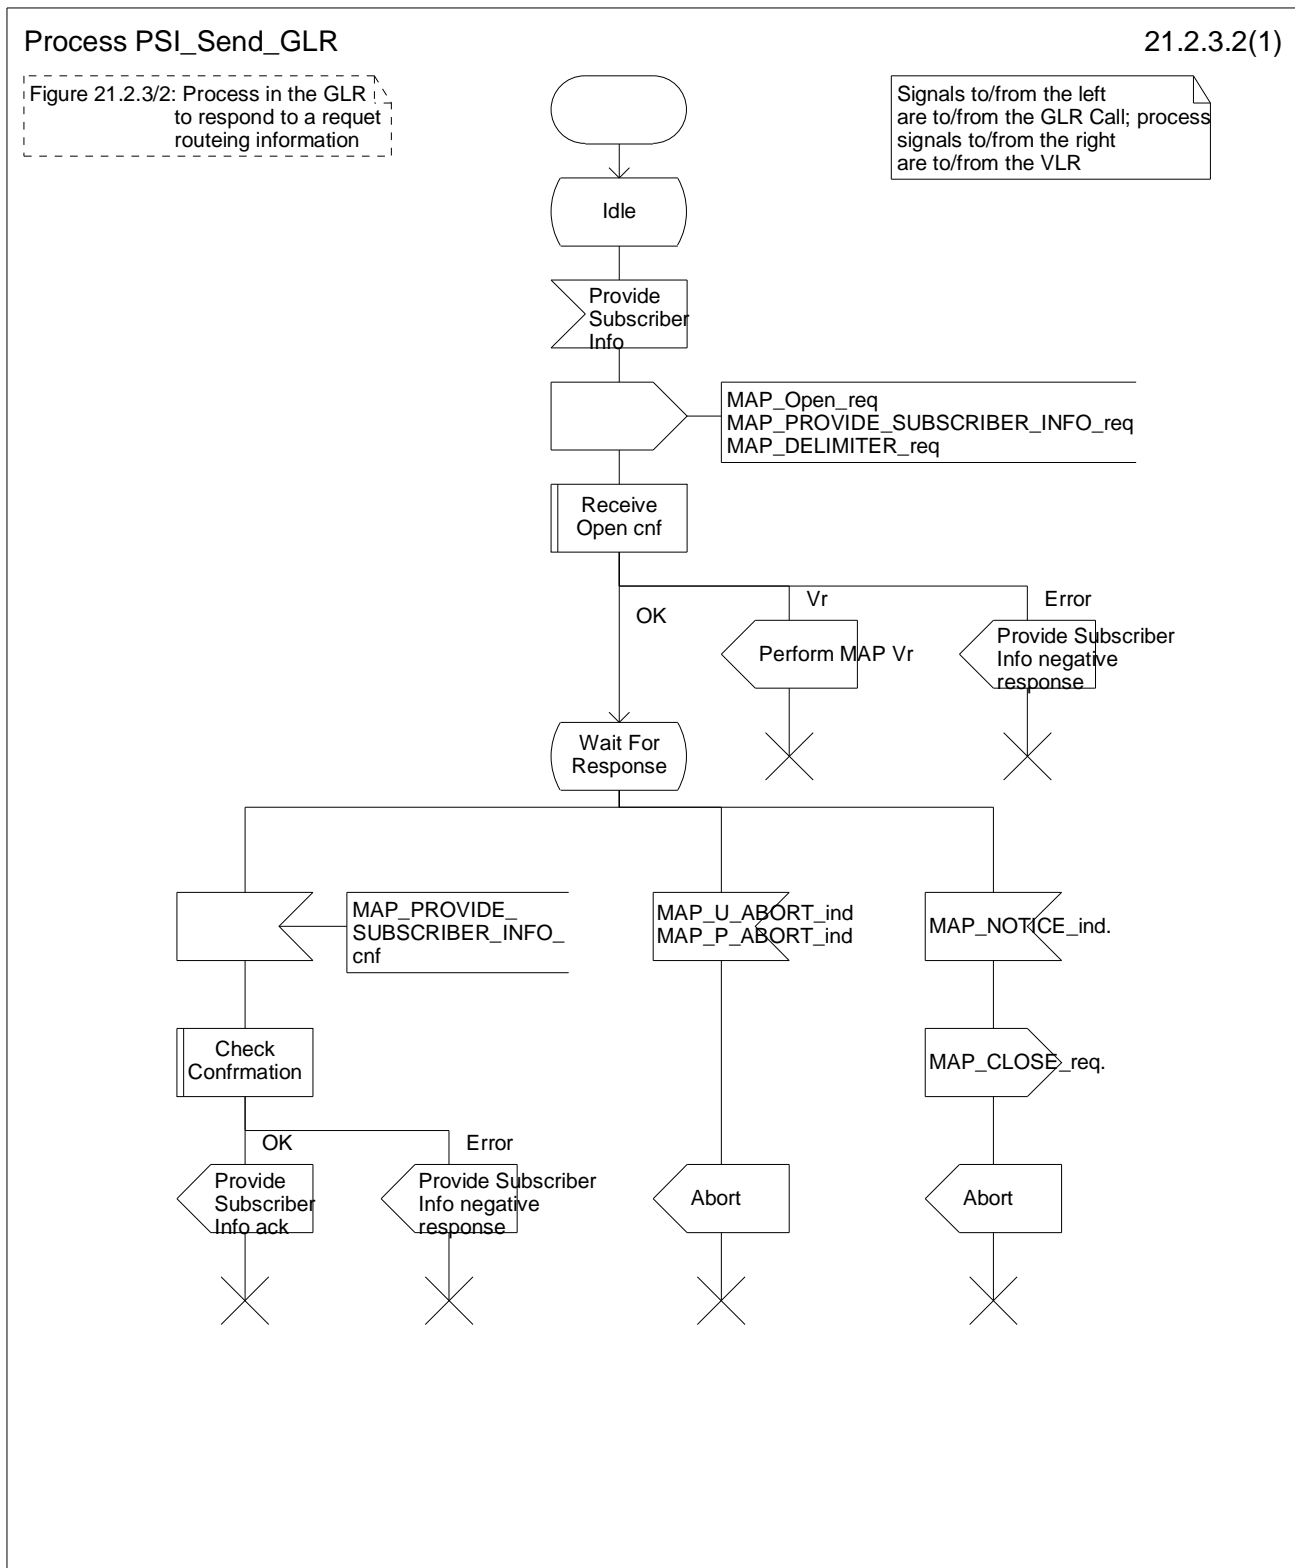 Process PSI_Send_GLR
21.2.3.2(1)
Figure 21.2.3/2: Process in the GLR
to respond to a requet
routeing information
Signals to/from the left
are to/from the GLR Call; process
signals to/from the right
are to/from the VLR
Idle
Provide
Subscriber
Info
MAP_Open_req
MAP_PROVIDE_SUBSCRIBER_INFO_req
MAP_DELIMITER_req
Receive
Open cnf
OK
Vr
Error
Perform MAP Vr
Provide Subscriber
Info negative
response
Wait For
Response
MAP_PROVIDE_
SUBSCRIBER_INFO_
cnf
MAP_U_ABORT_ind
MAP_P_ABORT_ind
MAP_NOTICE_ind.
Check
Confrmation
MAP_CLOSE_req.
OK
Error
Provide
Subscriber
Info ack
Provide Subscriber
Info negative
response
Abort
Abort